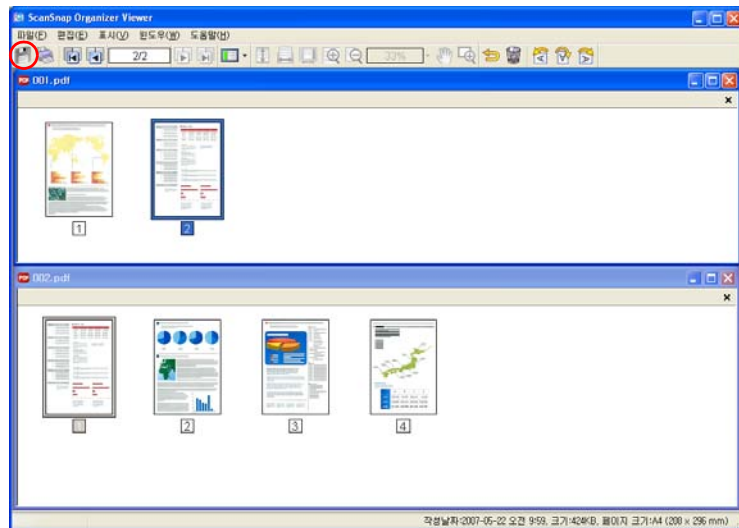 ScanSnap Organizer Viewer
파일(F) 편집(E) 표시(V) 윈도우(W) 도움말(H)
2/2
33%
001.pdf
1
2
002.pdf
1
2
3
4
작성날짜:2007-05-22 오전 9:59, 크기:424KB, 페이지 크기:A4 (208 x 296 mm)